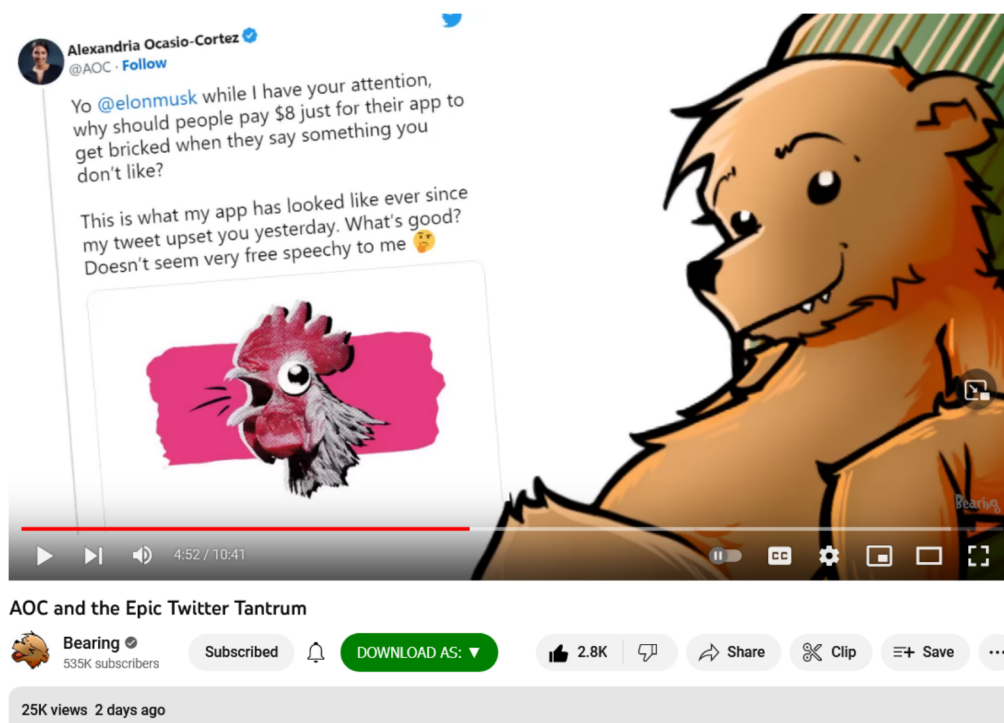 Alexandria Ocasio-Cortez
@AOC · Follow
Yo @elonmusk while I have your attention,
why should people pay $8 just for their app to
get bricked when they say something you
don't like?
This is what my app has looked like ever since
my tweet upset you yesterday. What's good?
Doesn't seem very free speechy to me 🤔
Bearing
4:52 / 10:41
CC
AOC and the Epic Twitter Tantrum
Bearing
535K subscribers
Subscribed
DOWNLOAD AS: ▼
2.8K
Share
Clip
Save
25K views 2 days ago